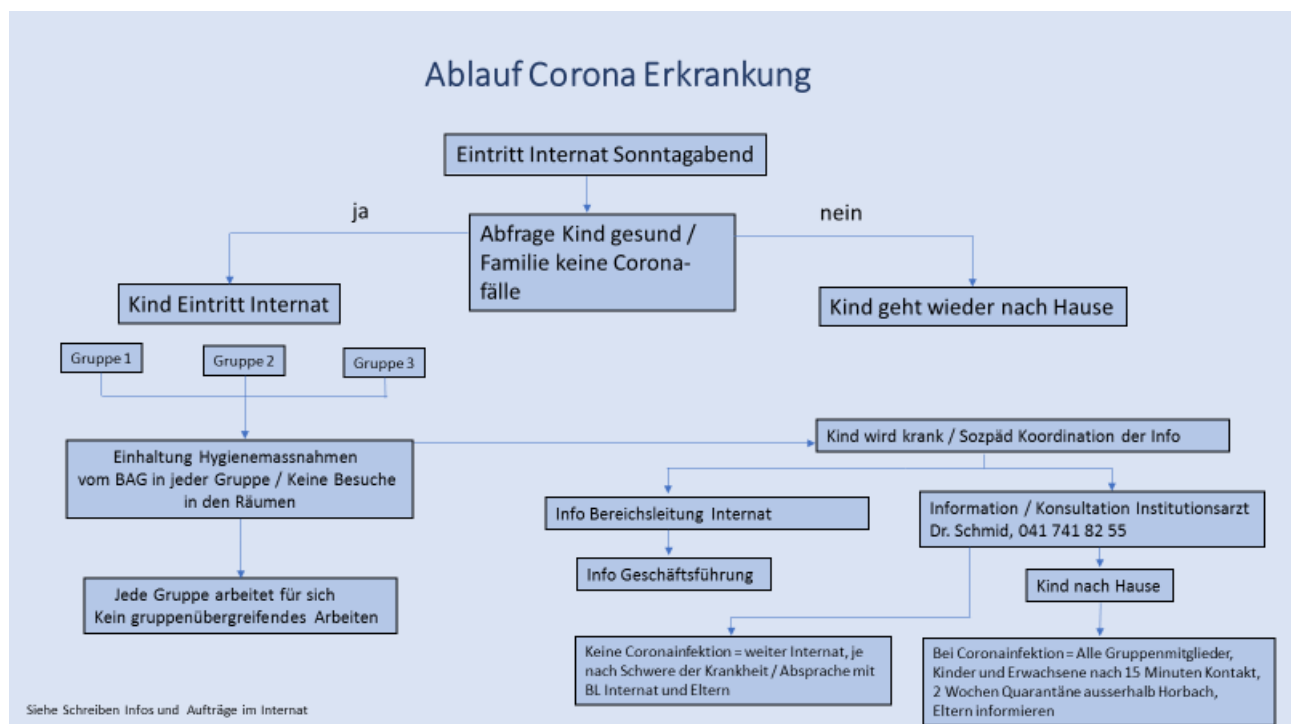 Ablauf Corona Erkrankung
Eintritt Internat Sonntagabend
ja
nein
Abfrage Kind gesund /
Familie keine Corona-
fälle
Kind Eintritt Internat
Kind geht wieder nach Hause
Gruppe 1
Gruppe 2
Gruppe 3
Einhaltung Hygienemassnahmen
vom BAG in jeder Gruppe / Keine Besuche
in den Räumen
Kind wird krank / Sozpäd Koordination der Info
Info Bereichsleitung Internat
Information / Konsultation Institutionsarzt
Dr. Schmid, 041 741 82 55
Info Geschäftsführung
Kind nach Hause
Jede Gruppe arbeitet für sich
Kein gruppenübergreifendes Arbeiten
Keine Coronainfektion = weiter Internat, je
nach Schwere der Krankheit / Absprache mit
BL Internat und Eltern
Bei Coronainfektion = Alle Gruppenmitglieder,
Kinder und Erwachsene nach 15 Minuten Kontakt,
2 Wochen Quarantäne ausserhalb Horbach,
Eltern informieren
Siehe Schreiben Infos und Aufträge im Internat